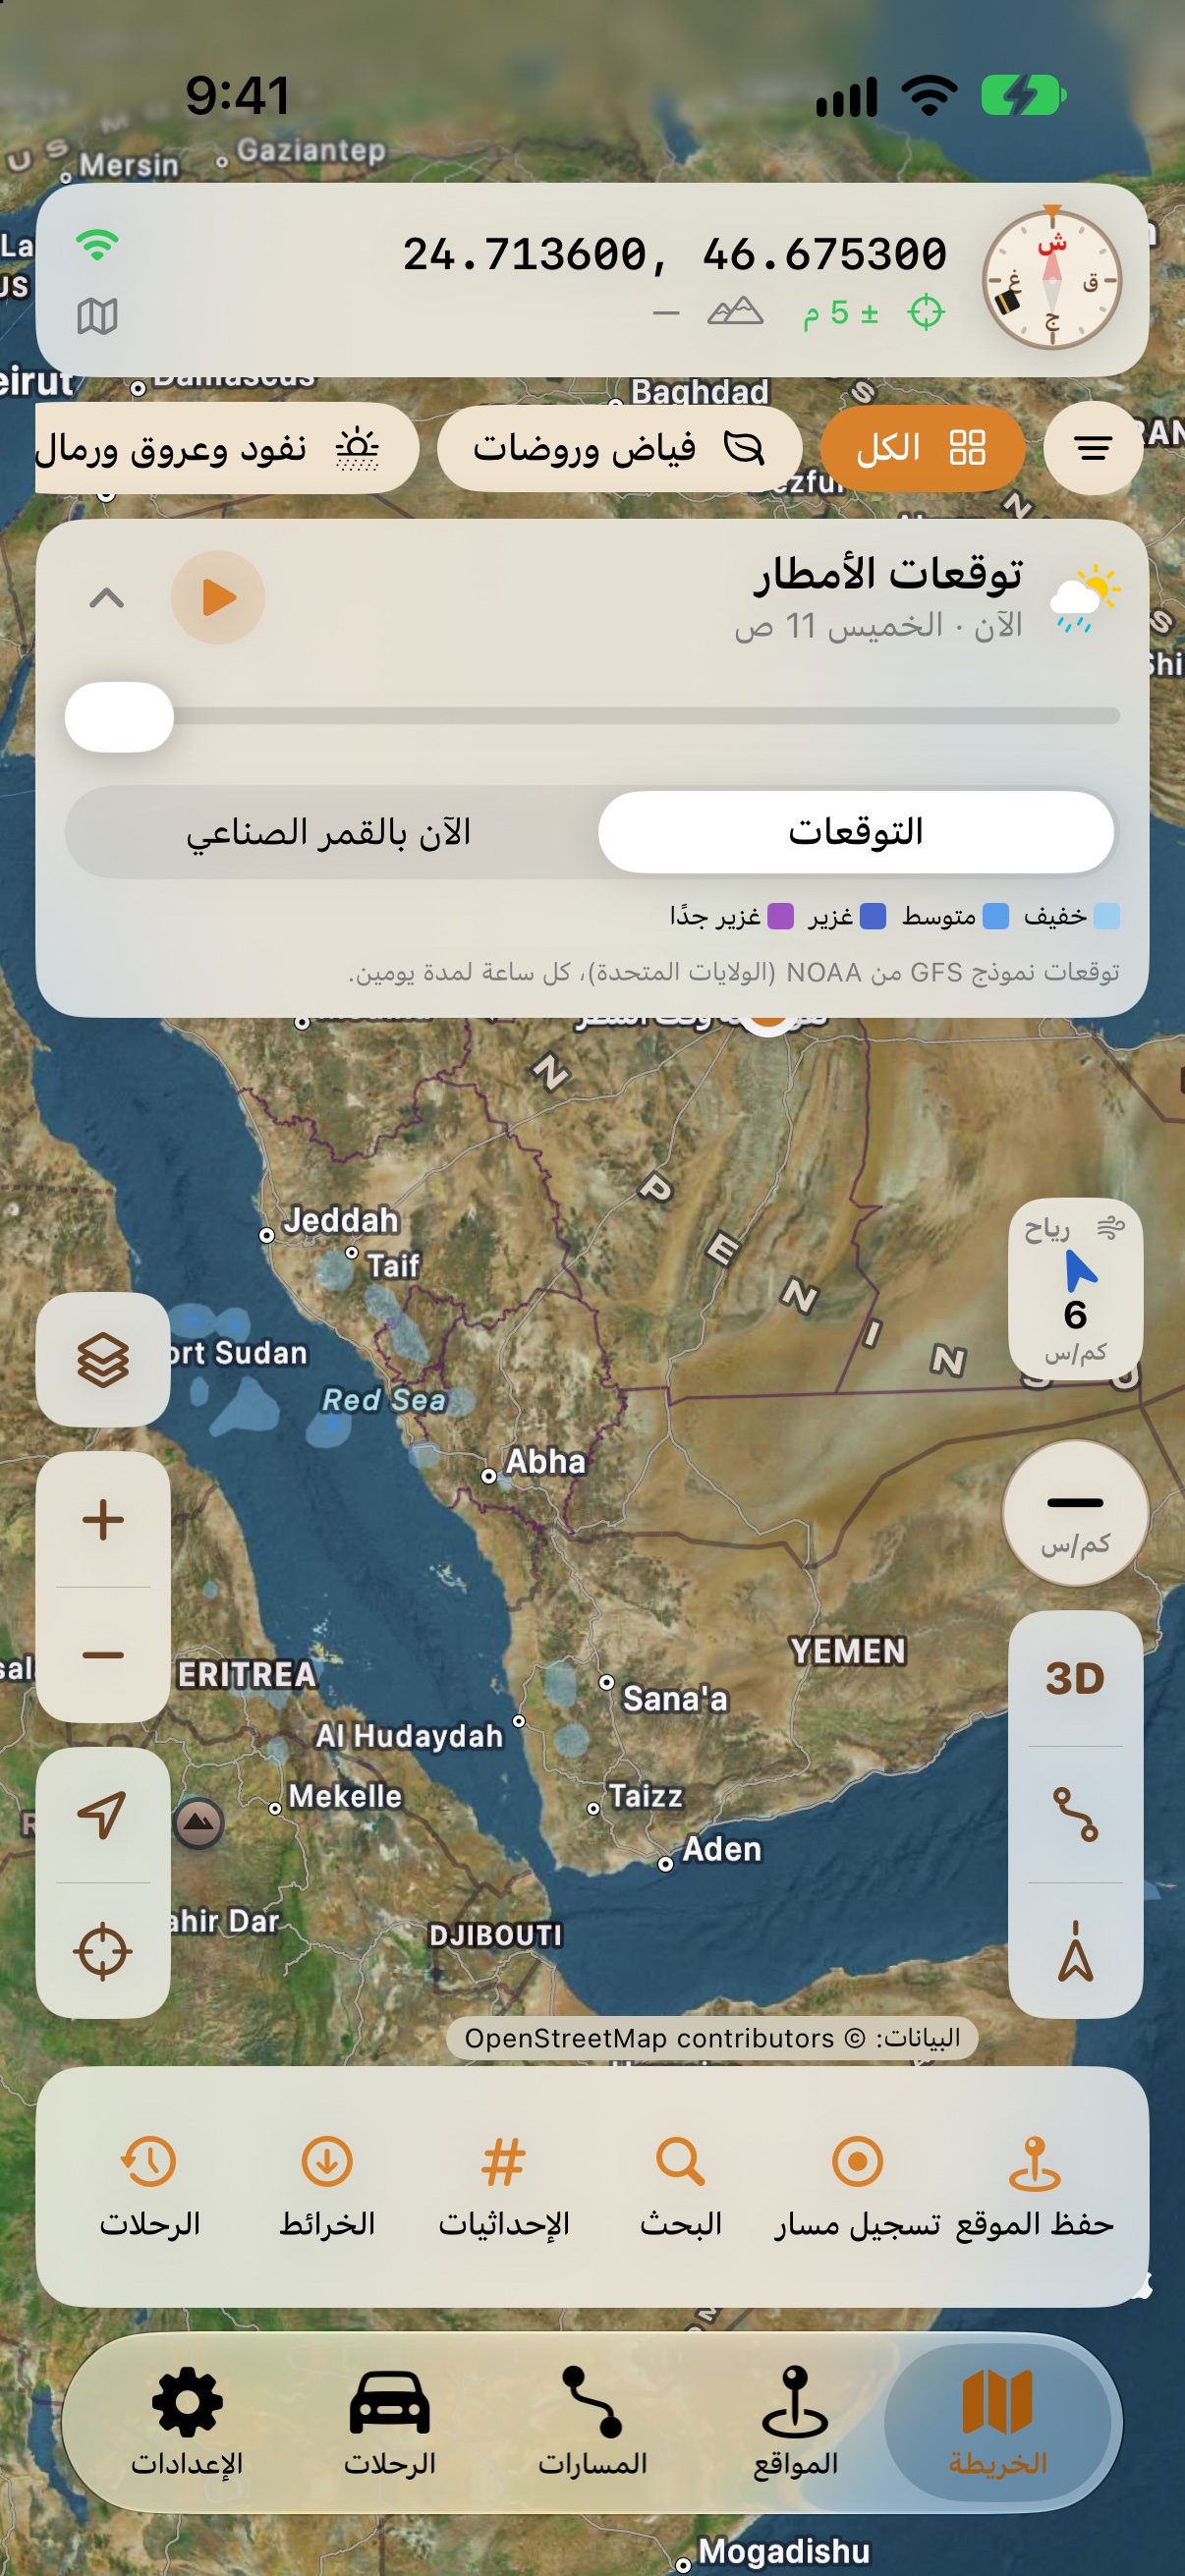 9:41
Mersin
Gaziantep
24.713600, 46.675300
ش
ق
غ
ج
± 5 م
—
Damascus
Baghdad
الكل
فياض وروضات
نفود وعروق ورمال
توقعات الأمطار
الآن · الخميس 11 ص
التوقعات
الآن بالقمر الصناعي
خفيف
متوسط
غزير
غزير جدًا
توقعات نموذج GFS من NOAA (الولايات المتحدة)، كل ساعة لمدة يومين.
N
P
E
N
I
N
S
U
Jeddah
Taif
رياح
6
كم/س
Red Sea
Abha
—
كم/س
YEMEN
3D
ERITREA
Sana'a
Al Hudaydah
Mekelle
Taizz
Aden
DJIBOUTI
البيانات: © OpenStreetMap contributors
حفظ الموقع
تسجيل مسار
البحث
الإحداثيات
الخرائط
الرحلات
الخريطة
المواقع
المسارات
الرحلات
الإعدادات
Mogadishu